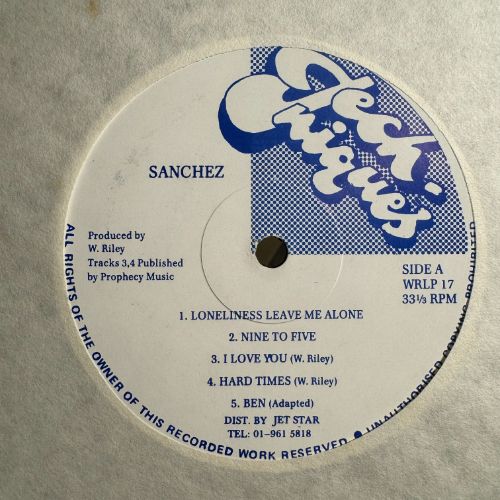 Teck-
niques
SANCHEZ
Produced by
W. Riley
Tracks 3,4 Published
by Prophecy Music
SIDE A
WRLP 17
33⅓ RPM
1. LONELINESS LEAVE ME ALONE
2. NINE TO FIVE
3. I LOVE YOU (W. Riley)
4. HARD TIMES (W. Riley)
5. BEN (Adapted)
DIST. BY JET STAR
TEL: 01-961 5818
ALL RIGHTS OF THE OWNER OF THIS RECORDED WORK RESERVED ● UNAUTHORISED COPYING PROHIBITED